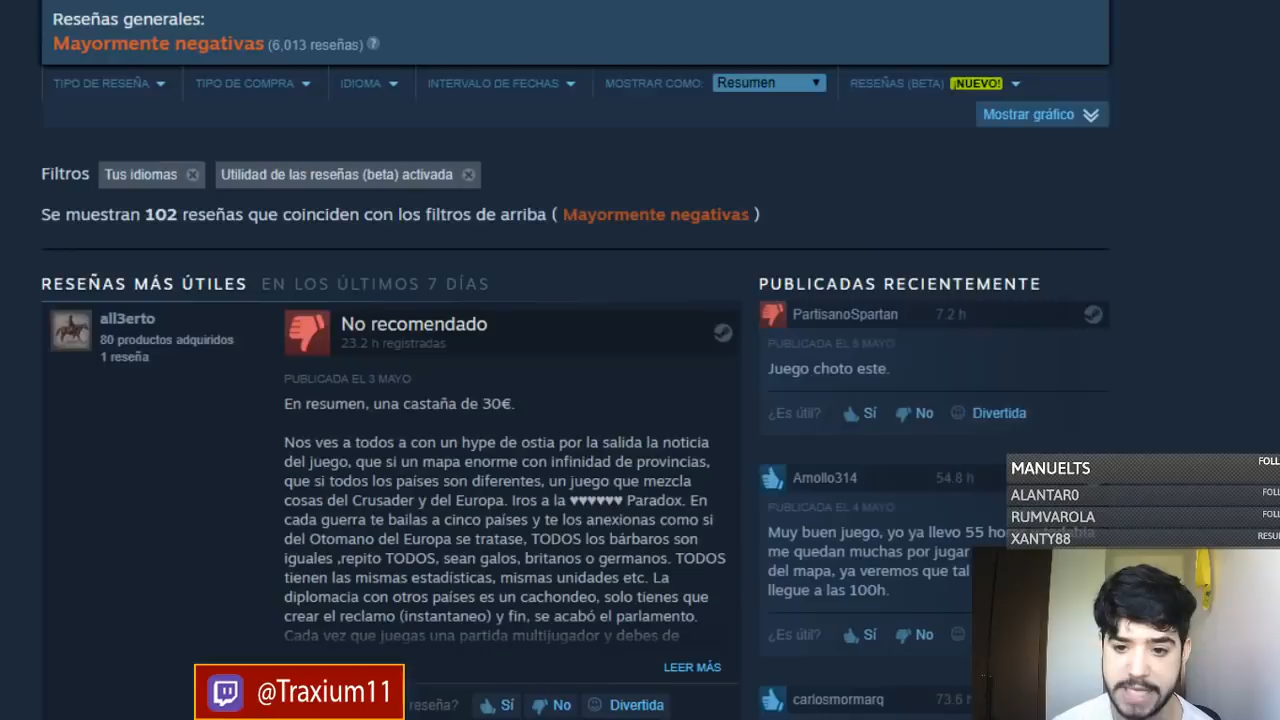 Reseñas generales:
Mayormente negativas (6,013 reseñas) ?
TIPO DE RESEÑA TIPO DE COMPRA IDIOMA INTERVALO DE FECHAS MOSTRAR COMO: Resumen RESEÑAS (BETA) ¡NUEVO!
Mostrar gráfico
Filtros Tus idiomas Utilidad de las reseñas (beta) activada
Se muestran 102 reseñas que coinciden con los filtros de arriba ( Mayormente negativas )
RESEÑAS MÁS ÚTILES EN LOS ÚLTIMOS 7 DÍAS
all3erto
80 productos adquiridos
1 reseña
No recomendado
23.2 h registradas
PUBLICADA EL 3 MAYO
En resumen, una castaña de 30€.
Nos ves a todos a con un hype de ostia por la salida la noticia
del juego, que si un mapa enorme con infinidad de provincias,
que si todos los países son diferentes, un juego que mezcla
cosas del Crusader y del Europa. Iros a la ♥♥♥♥♥♥ Paradox. En
cada guerra te bailas a cinco países y te los anexionas como si
del Otomano del Europa se tratase, TODOS los bárbaros son
iguales ,repito TODOS, sean galos, britanos o germanos. TODOS
tienen las mismas estadísticas, mismas unidades etc. La
diplomacia con otros países es un cachondeo, solo tienes que
crear el reclamo (instantaneo) y fin, se acabó el parlamento.
Cada vez que juegas una partida multijugador y debes de
LEER MÁS
reseña? Sí No Divertida
@Traxium11
PUBLICADAS RECIENTEMENTE
PartisanoSpartan 7.2 h
PUBLICADA EL 5 MAYO
Juego choto este.
¿Es útil? Sí No Divertida
Amollo314 54.8 h
PUBLICADA EL 4 MAYO
Muy buen juego, yo ya llevo 55 ho
me quedan muchas por jugar
del mapa, ya veremos que tal
llegue a las 100h.
¿Es útil? Sí No
carlosmormarq 73.6 h
MANUELTS FOLL
ALANTAR0 FOLL
RUMVAROLA FOLL
XANTY88 RESU